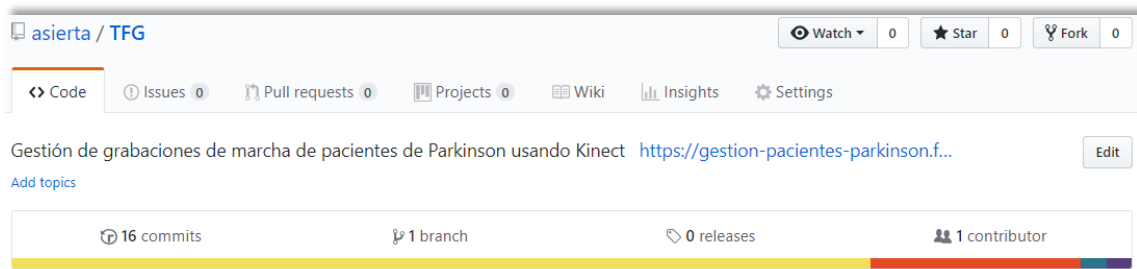 asierta / TFG Watch 0 Star 0 Fork 0
Code Issues 0 Pull requests 0 Projects 0 Wiki Insights Settings
Gestión de grabaciones de marcha de pacientes de Parkinson usando Kinect https://gestion-pacientes-parkinson.f... Edit
Add topics
16 commits 1 branch 0 releases 1 contributor